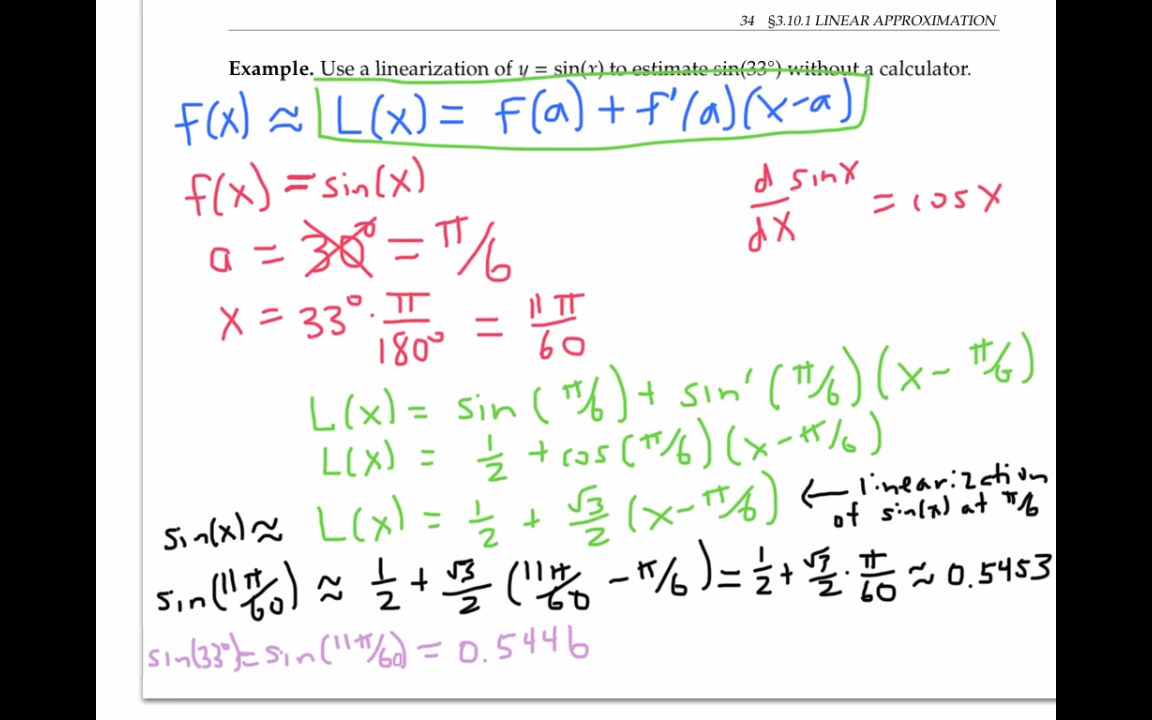 34 §3.10.1 LINEAR APPROXIMATION
Example. Use a linearization of y = sin(x) to estimate sin(33°) without a calculator.
f(x) ≈ L(x) = f(a) + f'(a)(x-a)
f(x) = sin(x)
d/dx sin x = cos x
a = 30° = π/6
x = 33° · π/180° = 11π/60
L(x) = sin(π/6) + sin'(π/6)(x - π/6)
L(x) = 1/2 + cos(π/6)(x - π/6)
sin(x) ≈ L(x) = 1/2 + √3/2 (x - π/6) ← linearization
of sin(x) at π/6
sin(11π/60) ≈ 1/2 + √3/2 (11π/60 - π/6) = 1/2 + √3/2 · π/60 ≈ 0.5453
sin(33°) = sin(11π/60) = 0.5446